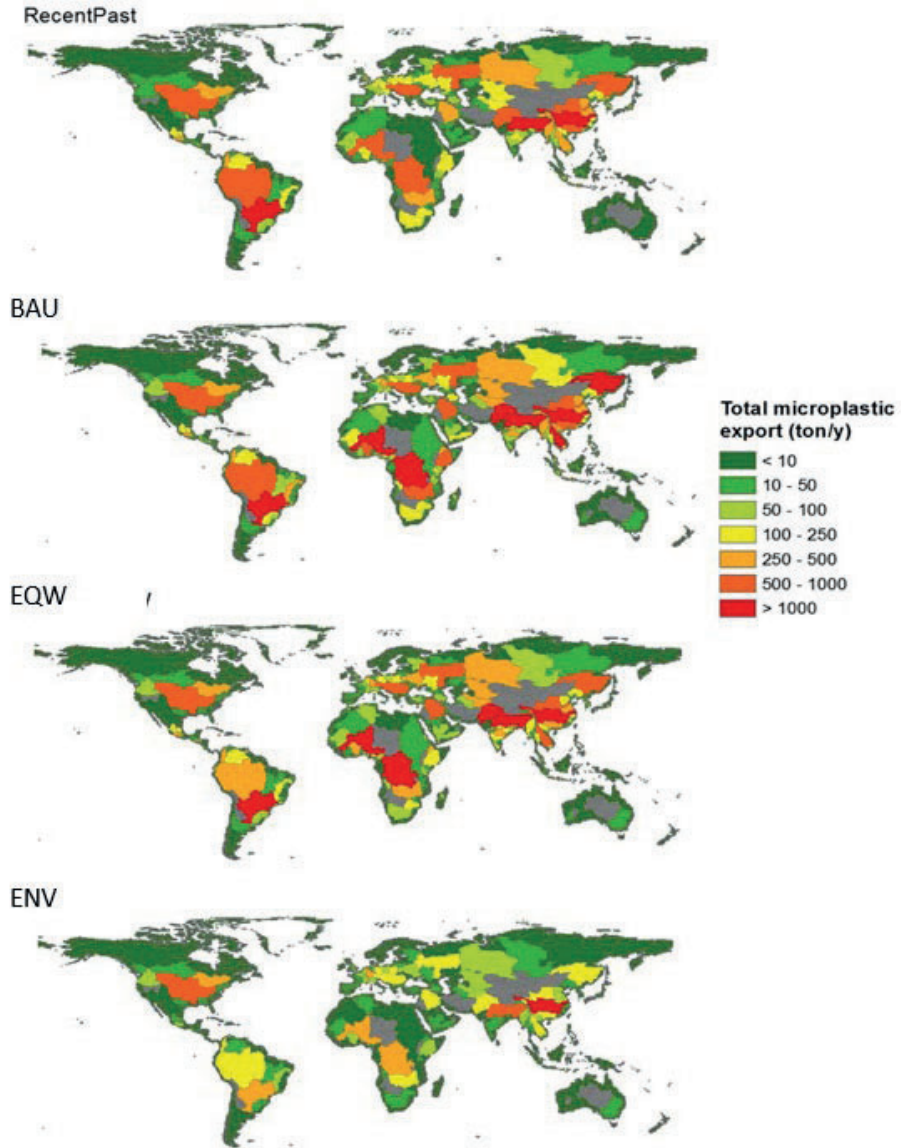 RecentPast
BAU
Total microplastic
export (ton/y)
< 10
10 - 50
50 - 100
100 - 250
250 - 500
500 - 1000
> 1000
EQW
ENV